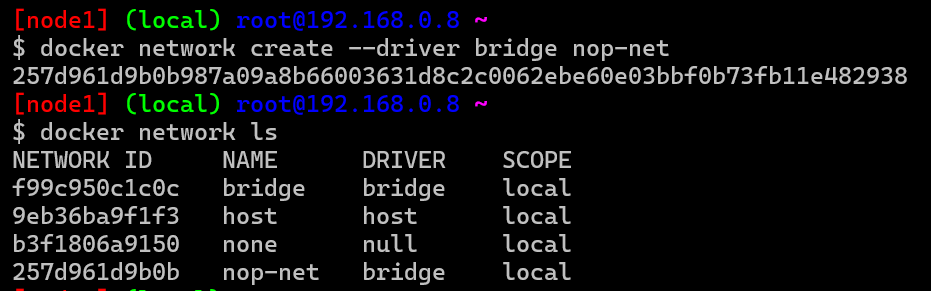 [node1] (local) root@192.168.0.8 ~
$ docker network create --driver bridge nop-net
257d961d9b0b987a09a8b66003631d8c2c0062ebe60e03bbf0b73fb11e482938
[node1] (local) root@192.168.0.8 ~
$ docker network ls
NETWORK ID     NAME      DRIVER    SCOPE
f99c950c1c0c   bridge    bridge    local
9eb36ba9f1f3   host      host      local
b3f1806a9150   none      null      local
257d961d9b0b   nop-net   bridge    local